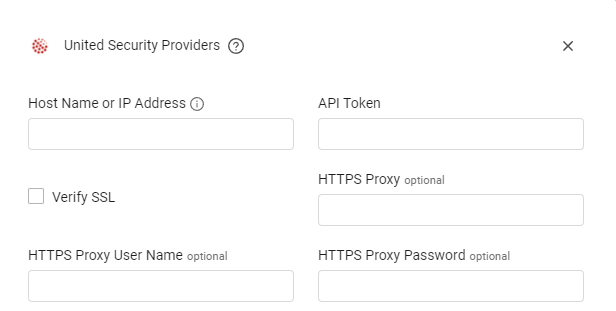 United Security Providers
Host Name or IP Address
API Token
Verify SSL
HTTPS Proxy optional
HTTPS Proxy User Name optional
HTTPS Proxy Password optional